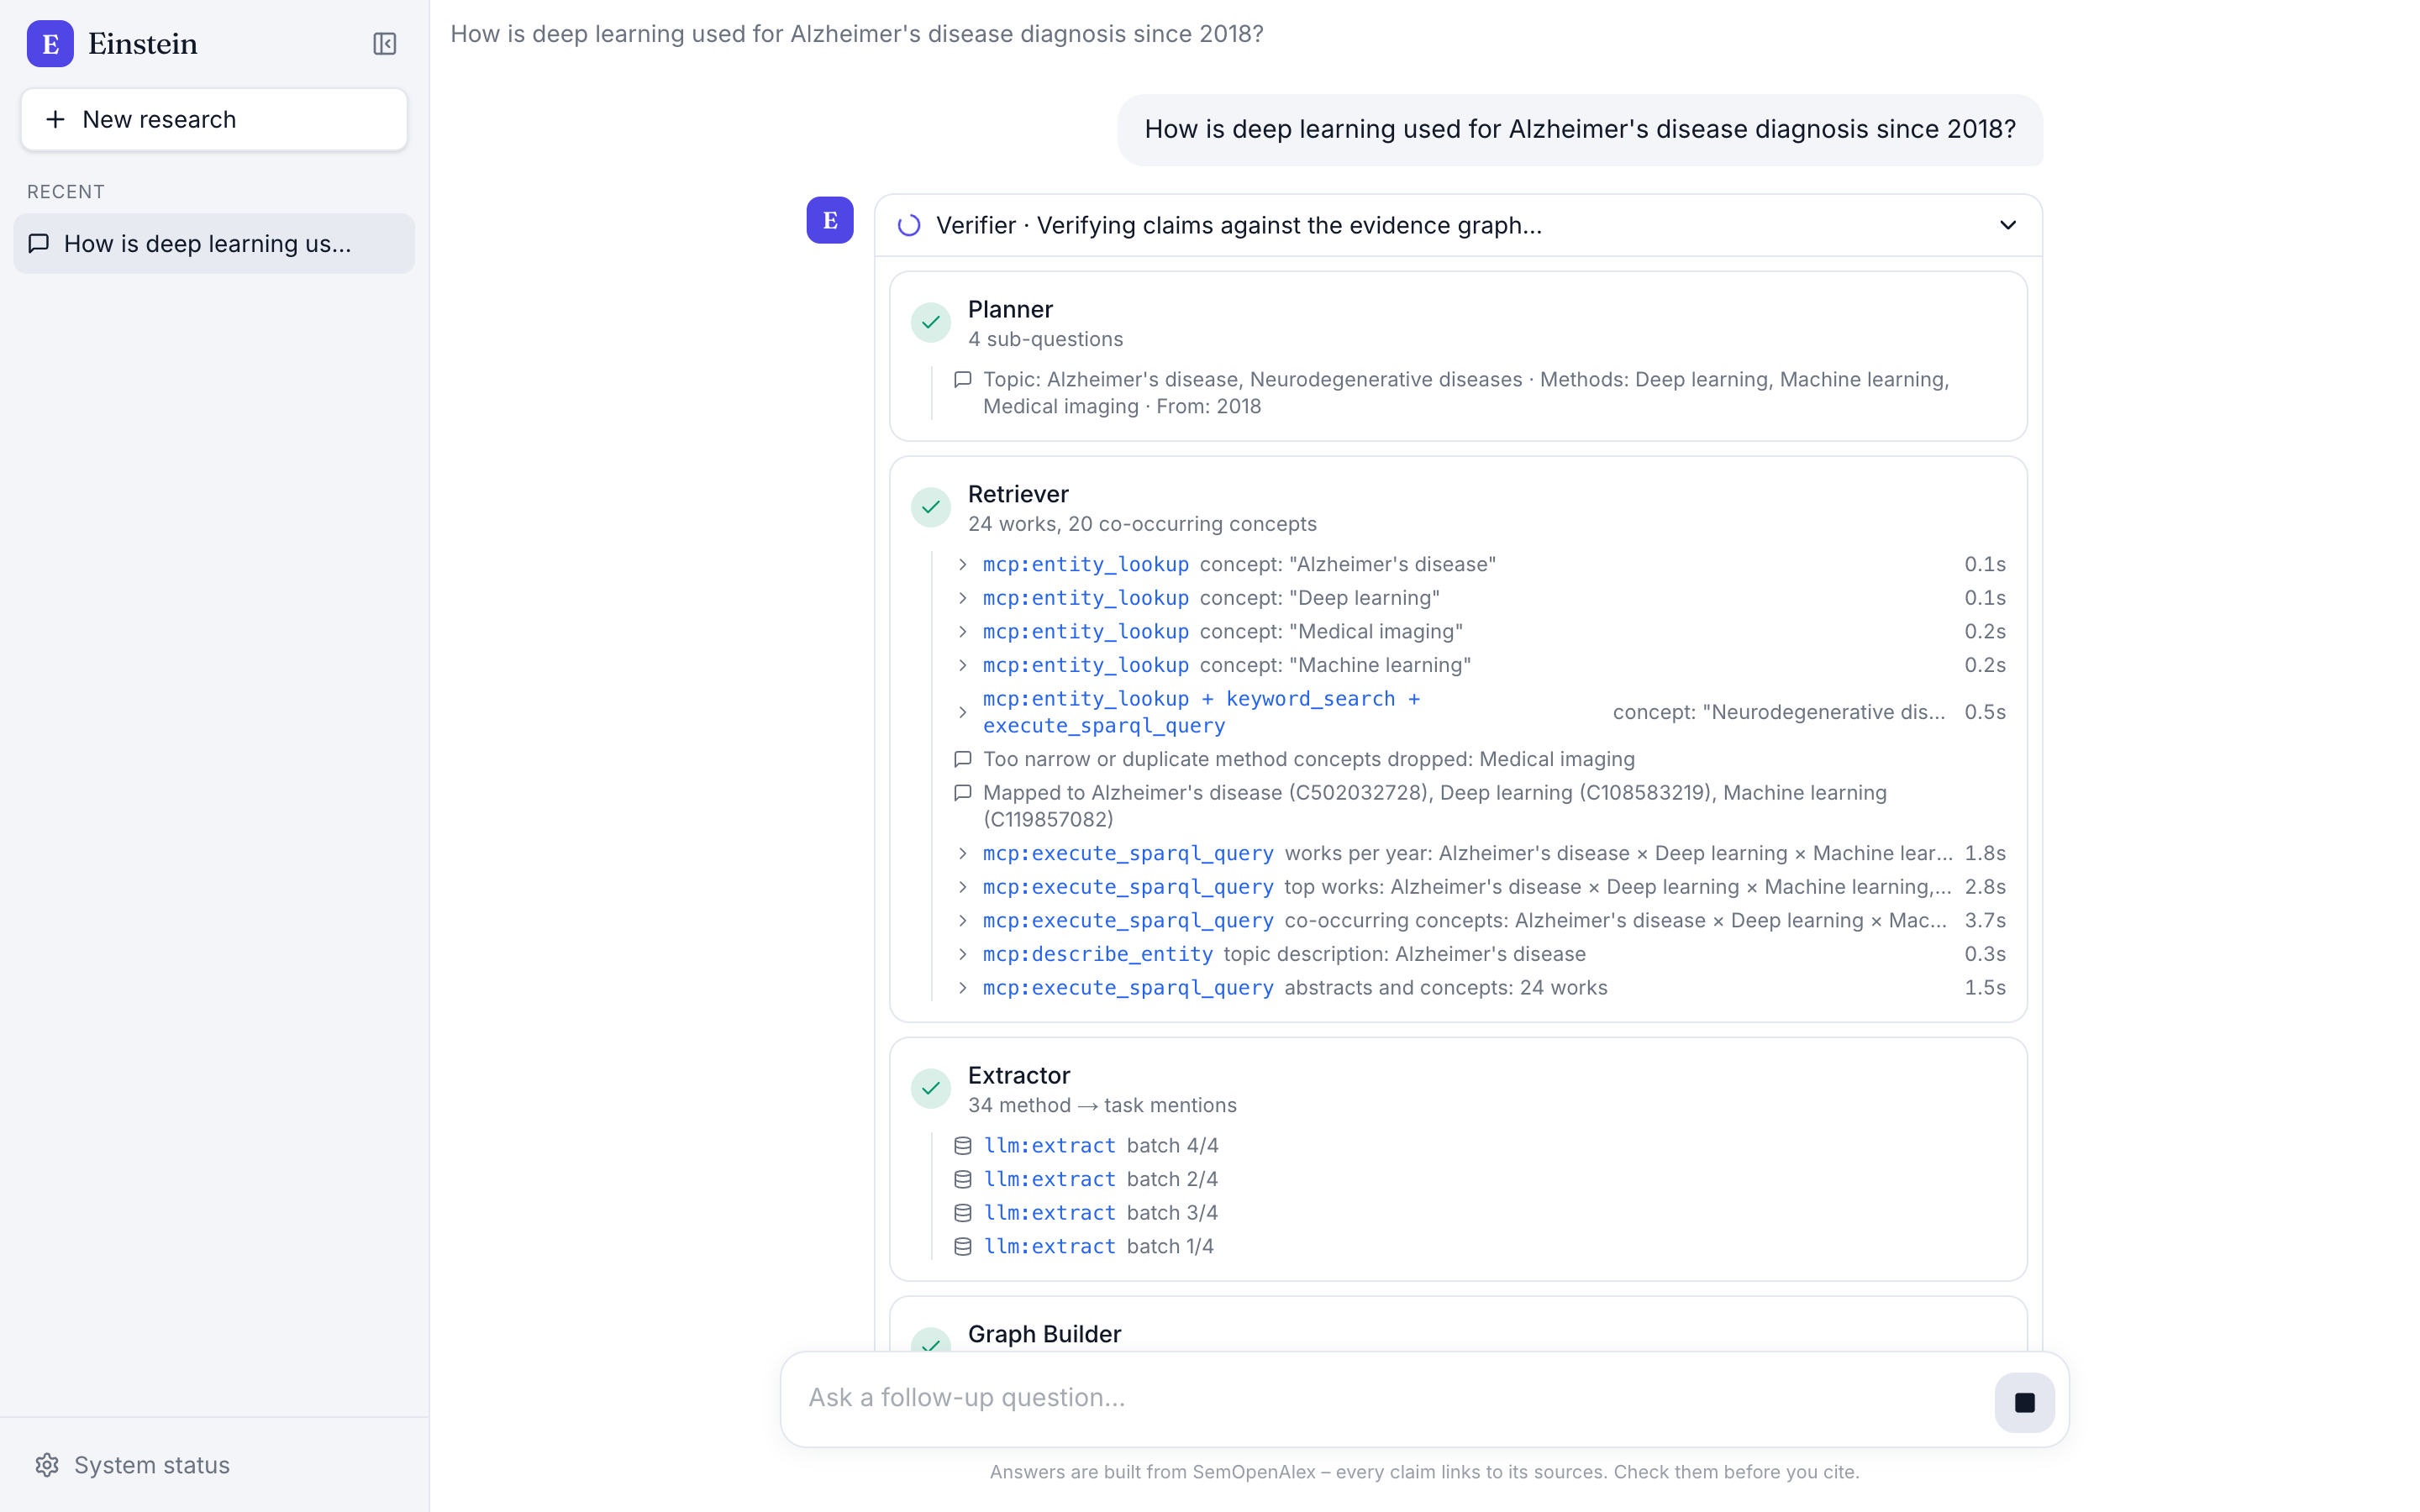 E Einstein
New research
RECENT
How is deep learning us...
System status
How is deep learning used for Alzheimer's disease diagnosis since 2018?
How is deep learning used for Alzheimer's disease diagnosis since 2018?
E
Verifier · Verifying claims against the evidence graph...
Planner
4 sub-questions
Topic: Alzheimer's disease, Neurodegenerative diseases · Methods: Deep learning, Machine learning,
Medical imaging · From: 2018
Retriever
24 works, 20 co-occurring concepts
mcp:entity_lookup concept: "Alzheimer's disease" 0.1s
mcp:entity_lookup concept: "Deep learning" 0.1s
mcp:entity_lookup concept: "Medical imaging" 0.2s
mcp:entity_lookup concept: "Machine learning" 0.2s
mcp:entity_lookup + keyword_search +
execute_sparql_query concept: "Neurodegenerative dis... 0.5s
Too narrow or duplicate method concepts dropped: Medical imaging
Mapped to Alzheimer's disease (C502032728), Deep learning (C108583219), Machine learning
(C119857082)
mcp:execute_sparql_query works per year: Alzheimer's disease × Deep learning × Machine lear... 1.8s
mcp:execute_sparql_query top works: Alzheimer's disease × Deep learning × Machine learning,... 2.8s
mcp:execute_sparql_query co-occurring concepts: Alzheimer's disease × Deep learning × Mac... 3.7s
mcp:describe_entity topic description: Alzheimer's disease 0.3s
mcp:execute_sparql_query abstracts and concepts: 24 works 1.5s
Extractor
34 method → task mentions
llm:extract batch 4/4
llm:extract batch 2/4
llm:extract batch 3/4
llm:extract batch 1/4
Graph Builder
Ask a follow-up question...
Answers are built from SemOpenAlex – every claim links to its sources. Check them before you cite.